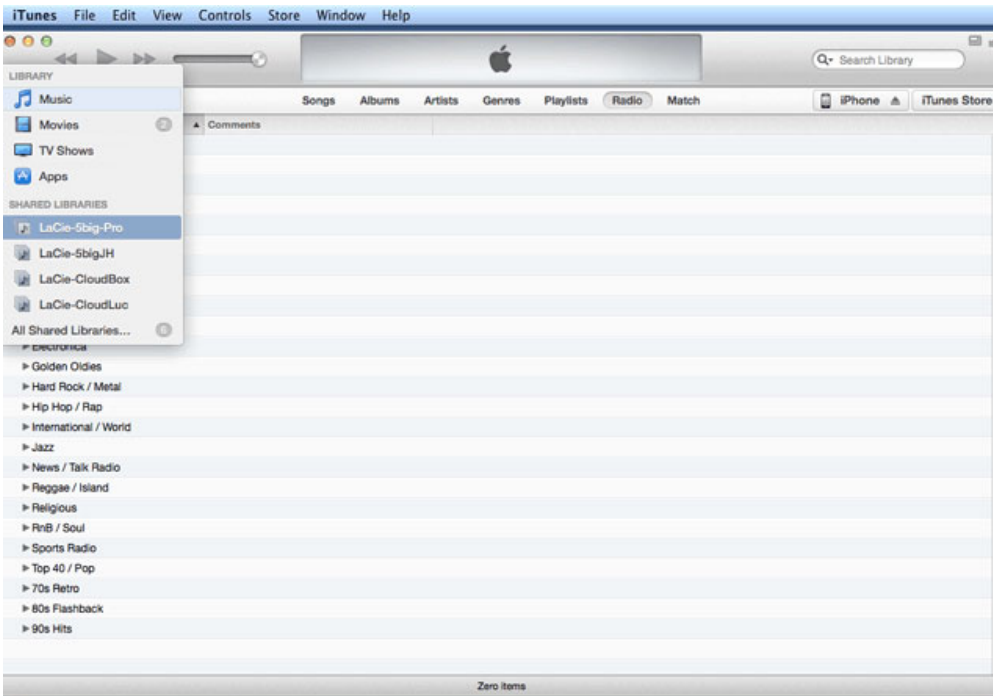 iTunes File Edit View Controls Store Window Help
Search Library
LIBRARY
Music
Movies
TV Shows
Apps
SHARED LIBRARIES
LaCie-5big-Pro
LaCie-5bigJH
LaCie-CloudBox
LaCie-CloudLuc
All Shared Libraries...
Songs Albums Artists Genres Playlists Radio Match
iPhone iTunes Store
Comments
Electronica
Golden Oldies
Hard Rock / Metal
Hip Hop / Rap
International / World
Jazz
News / Talk Radio
Reggae / Island
Religious
RnB / Soul
Sports Radio
Top 40 / Pop
70s Retro
80s Flashback
90s Hits
Zero items